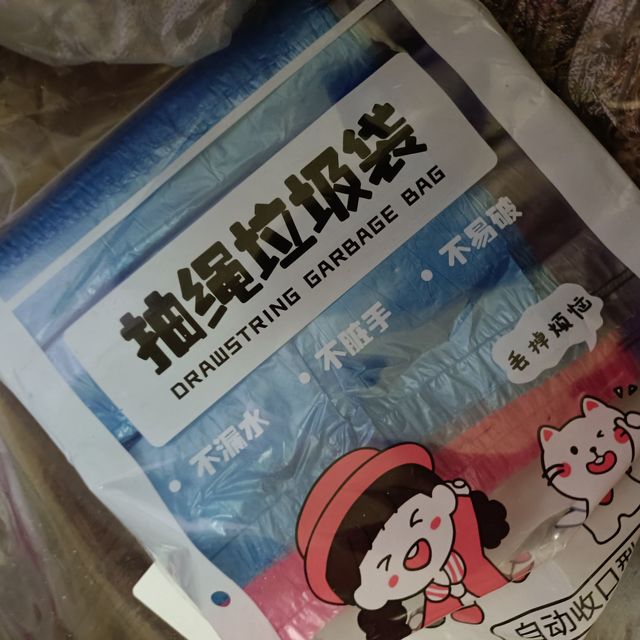 抽绳垃圾袋
DRAWSTRING GARBAGE BAG
• 不漏水 • 不脏手 • 不易破
丢掉烦恼
自动收口